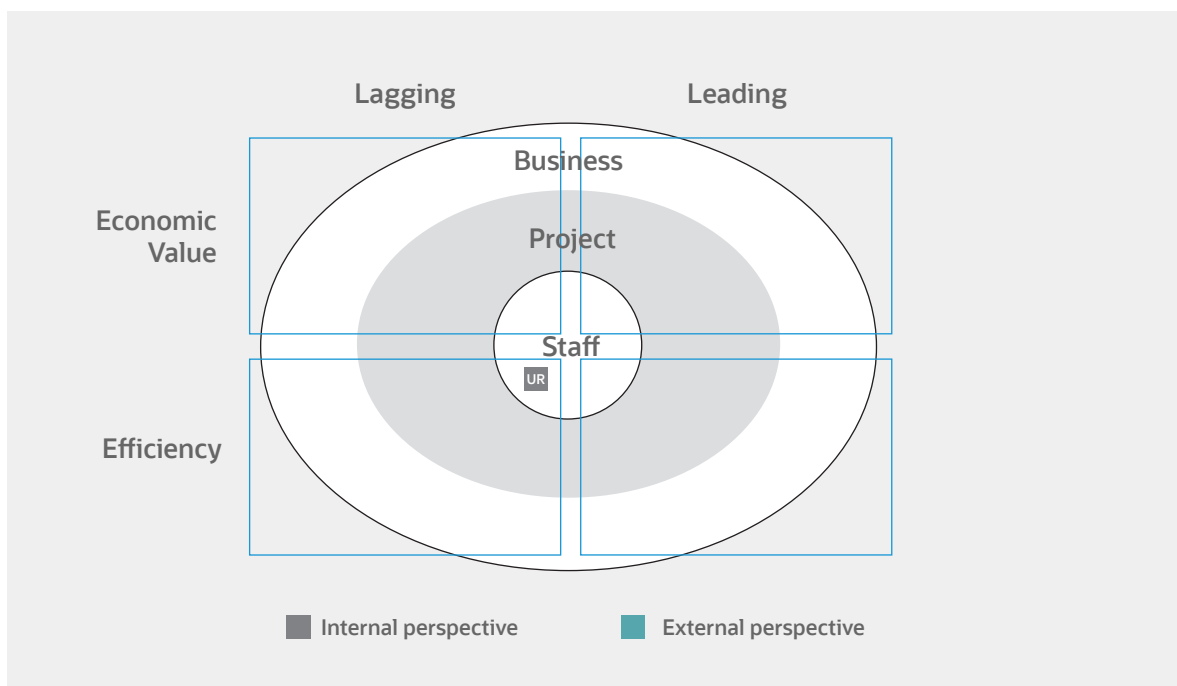 Lagging
Leading
Business
Economic
Value
Project
Staff
UR
Efficiency
Internal perspective
External perspective